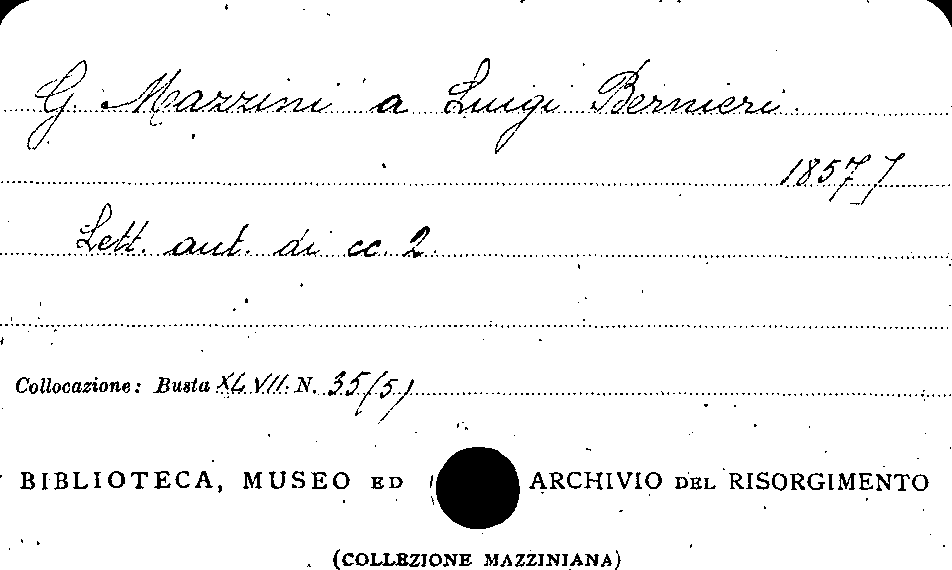 G. Mazzini a Luigi Bernieri.
1857]
Lett. aut. di cc. 2.
Collocazione: Busta XLVII. N. 35(5)
BIBLIOTECA, MUSEO ED ARCHIVIO DEL RISORGIMENTO
(COLLEZIONE MAZZINIANA)